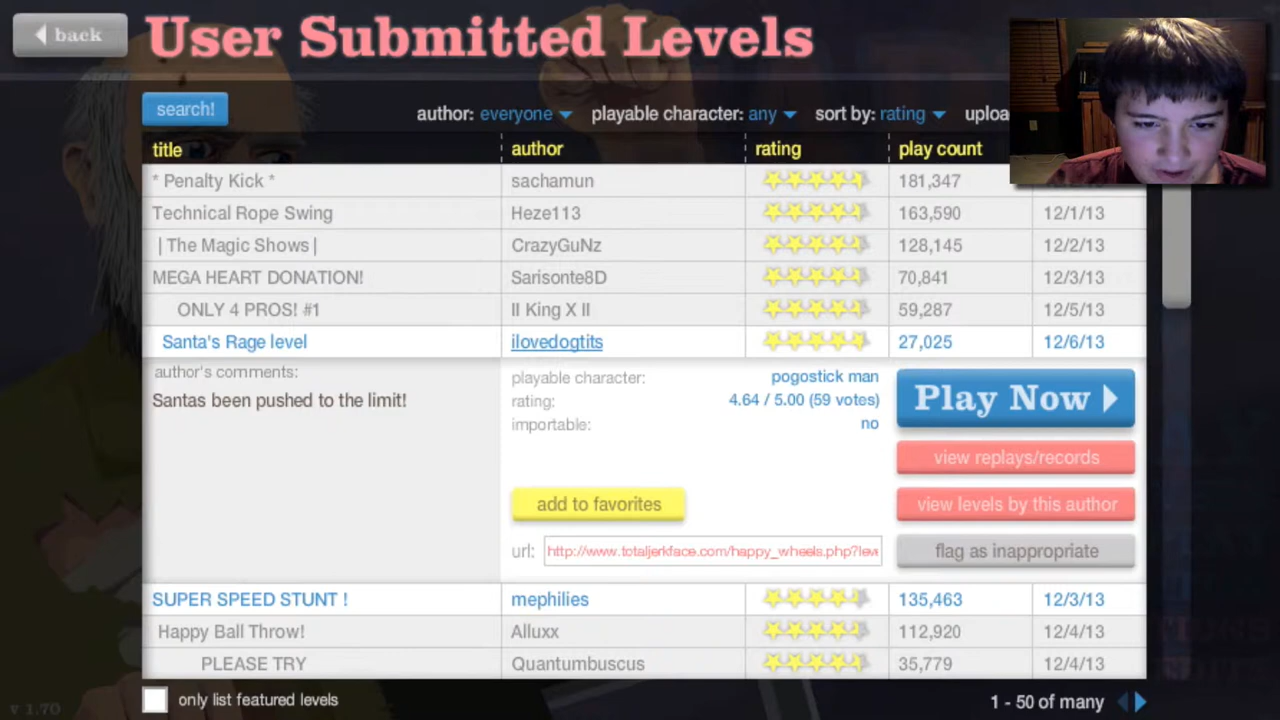 back
User Submitted Levels
search!
author: everyone playable character: any sort by: rating uploa
title author rating play count
* Penalty Kick * sachamun 181,347
Technical Rope Swing Heze113 163,590 12/1/13
| The Magic Shows | CrazyGuNz 128,145 12/2/13
MEGA HEART DONATION! Sarisonte8D 70,841 12/3/13
ONLY 4 PROS! #1 II King X II 59,287 12/5/13
Santa's Rage level ilovedogtits 27,025 12/6/13
author's comments:
Santas been pushed to the limit!
playable character: pogostick man
rating: 4.64 / 5.00 (59 votes)
importable: no
add to favorites
url: http://www.totaljerkface.com/happy_wheels.php?lev
Play Now
view replays/records
view levels by this author
flag as inappropriate
SUPER SPEED STUNT ! mephilies 135,463 12/3/13
Happy Ball Throw! Alluxx 112,920 12/4/13
PLEASE TRY Quantumbuscus 35,779 12/4/13
only list featured levels
1 - 50 of many
v 1.70